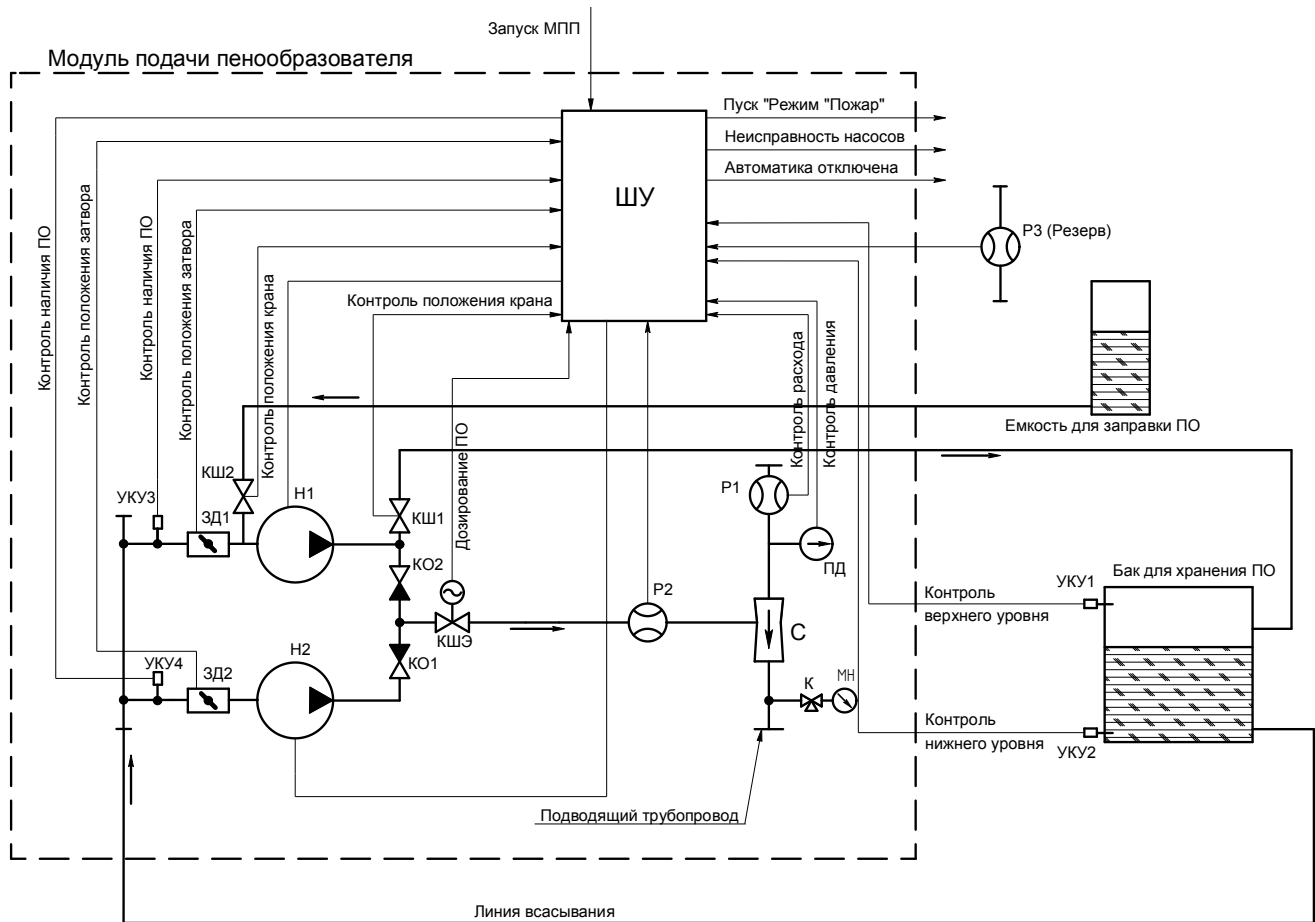 Запуск МПП
Модуль подачи пенообразователя
Пуск "Режим "Пожар"
Неисправность насосов
Автоматика отключена
ШУ
Р3 (Резерв)
Контроль наличия ПО
Контроль положения затвора
Контроль наличия ПО
Контроль положения затвора
Контроль положения крана
Контроль положения крана
Дозирование ПО
Контроль расхода
Контроль давления
Емкость для заправки ПО
КШ2
УКУ3
ЗД1
Н1
КШ1
Р1
КО2
ПД
Р2
КШЭ
С
КО1
УКУ4
ЗД2
Н2
К
МН
Контроль
верхнего уровня
УКУ1
Бак для хранения ПО
Контроль
нижнего уровня
УКУ2
Подводящий трубопровод
Линия всасывания